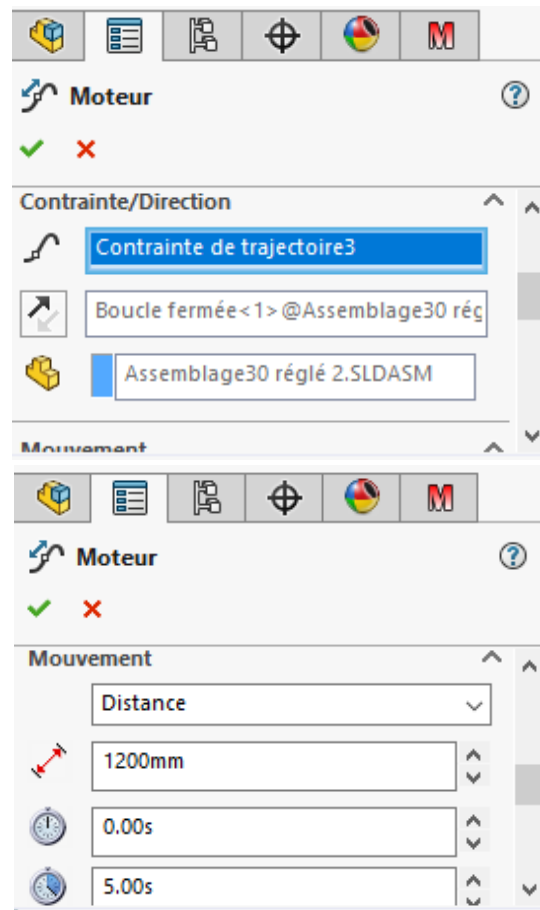 M
Moteur
?
Contrainte/Direction
Contrainte de trajectoire3
Boucle fermée<1>@Assemblage30 rég
Assemblage30 réglé 2.SLDASM
Mouvement
M
Moteur
?
Mouvement
Distance
1200mm
0.00s
5.00s